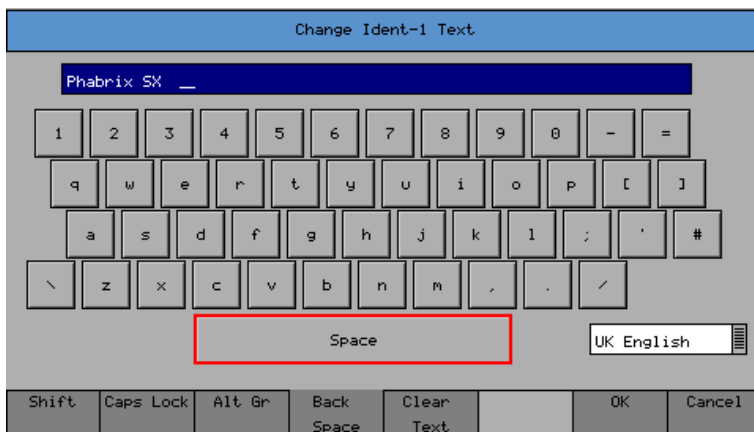 Change Ident-1 Text
Phabrix SX __
1 2 3 4 5 6 7 8 9 0 - =
q w e r t y u i o p [ ]
a s d f g h j k l ; ' #
\ z x c v b n m , . /
Space
UK English
Shift Caps Lock Alt Gr Back Space Clear Text OK Cancel